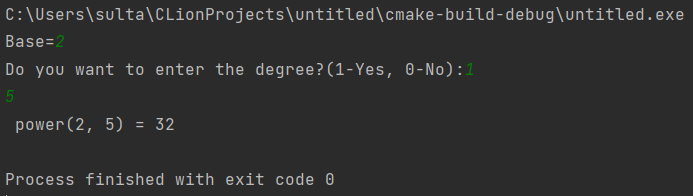 C:\Users\sulta\CLionProjects\untitled\cmake-build-debug\untitled.exe
Base=2
Do you want to enter the degree?(1-Yes, 0-No):1
5
power(2, 5) = 32
Process finished with exit code 0